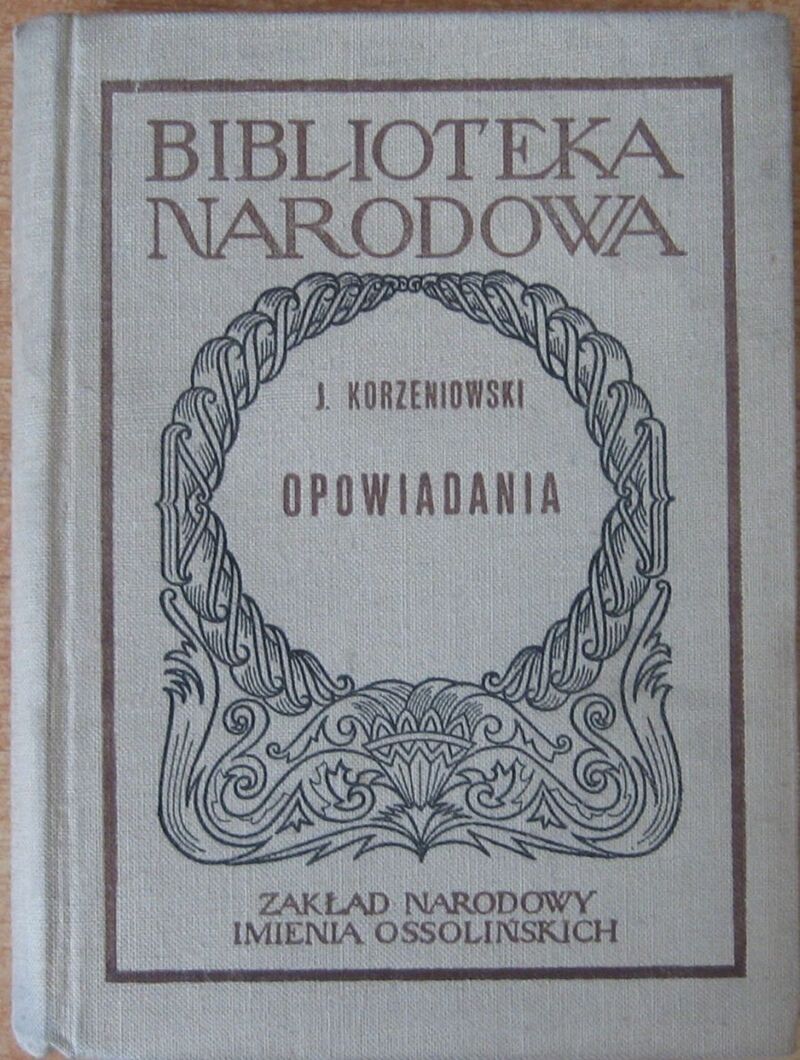 BIBLIOTEKA
NARODOWA
J. KORZENIOWSKI
OPOWIADANIA
ZAKŁAD NARODOWY
IMIENIA OSSOLIŃSKICH